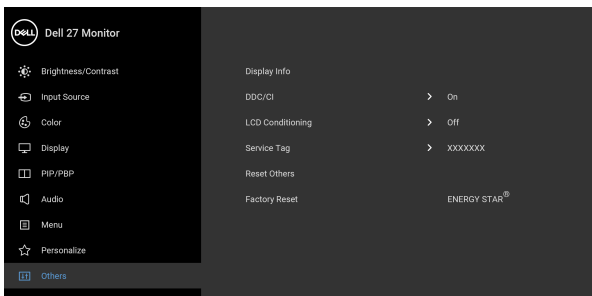 DELL Dell 27 Monitor
Brightness/Contrast
Input Source
Color
Display
PIP/PBP
Audio
Menu
Personalize
Others
Display Info
DDC/CI > On
LCD Conditioning > Off
Service Tag > XXXXXXX
Reset Others
Factory Reset ENERGY STAR®